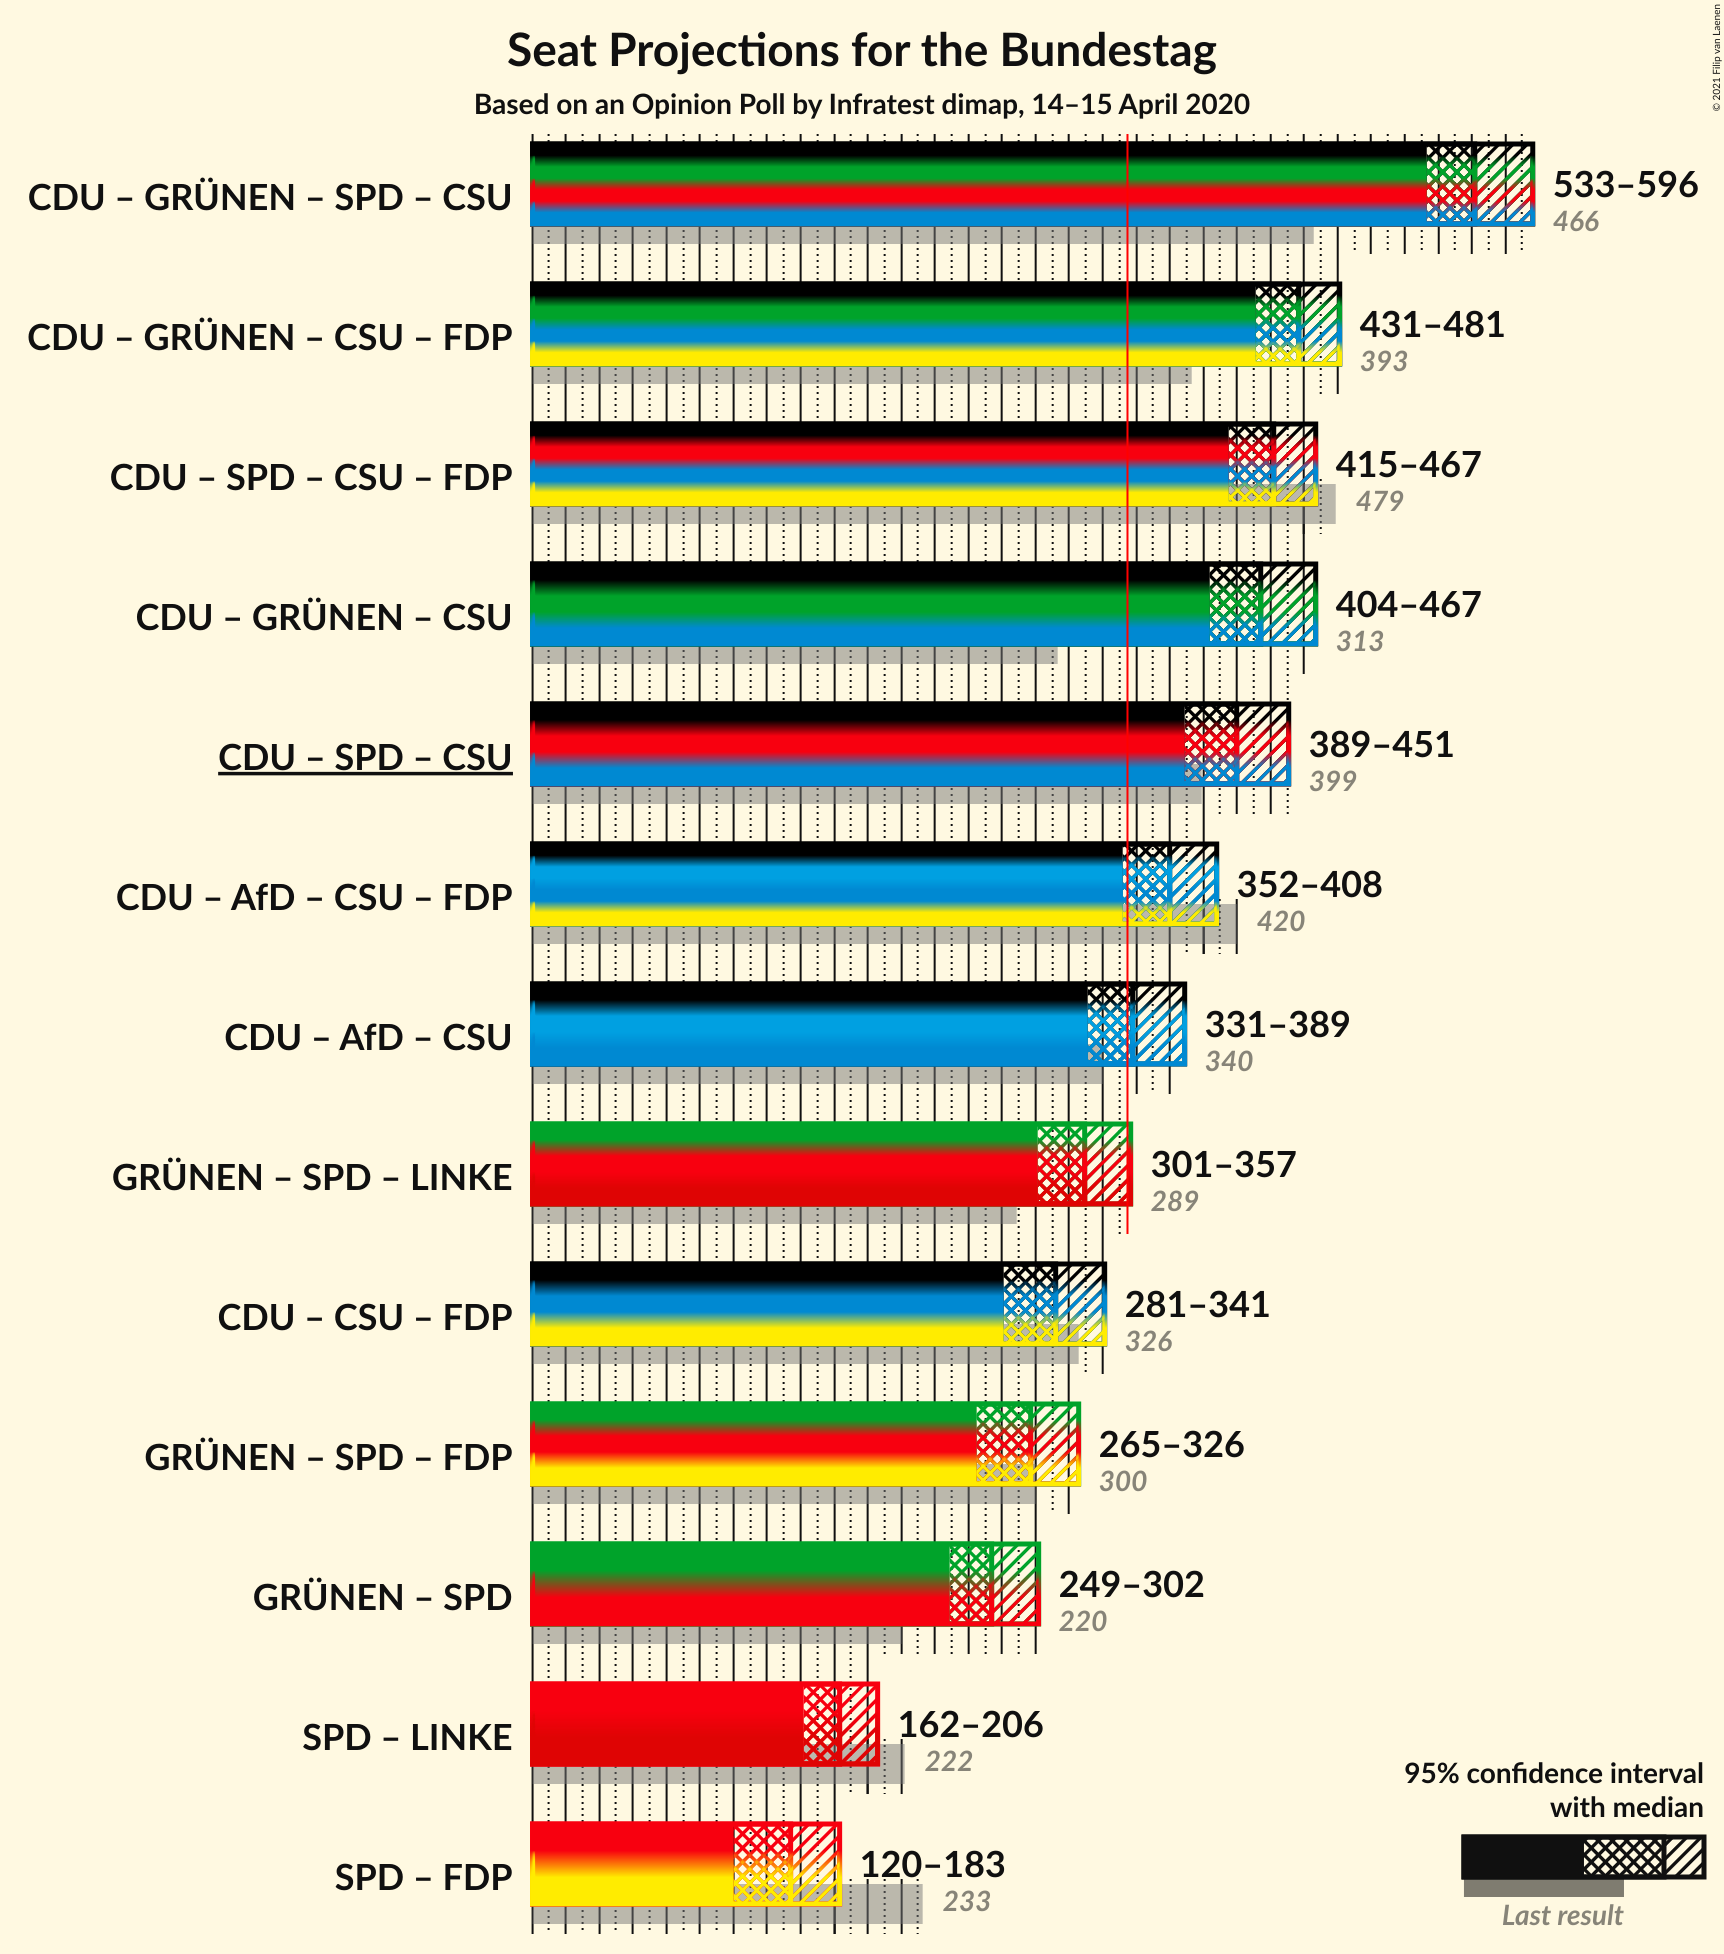 Seat Projections for the Bundestag
Based on an Opinion Poll by Infratest dimap, 14–15 April 2020
© 2021 Filip van Laenen
CDU – GRÜNEN – SPD – CSU
533–596
466
CDU – GRÜNEN – CSU – FDP
431–481
393
CDU – SPD – CSU – FDP
415–467
479
CDU – GRÜNEN – CSU
404–467
313
CDU – SPD – CSU
389–451
399
CDU – AfD – CSU – FDP
352–408
420
CDU – AfD – CSU
331–389
340
GRÜNEN – SPD – LINKE
301–357
289
CDU – CSU – FDP
281–341
326
GRÜNEN – SPD – FDP
265–326
300
GRÜNEN – SPD
249–302
220
SPD – LINKE
162–206
222
SPD – FDP
120–183
233
95% confidence interval
with median
Last result